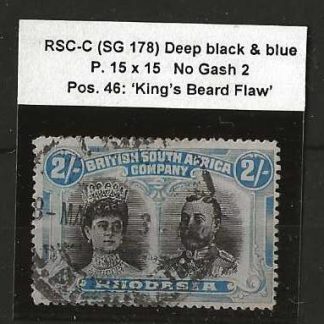 RSC-C (SG 178) Deep black & blue
P. 15 x 15 No Gash 2
Pos. 46: ‘King’s Beard Flaw’
2/- 2/-
BRITISH SOUTH AFRICA
COMPANY
RHODESIA